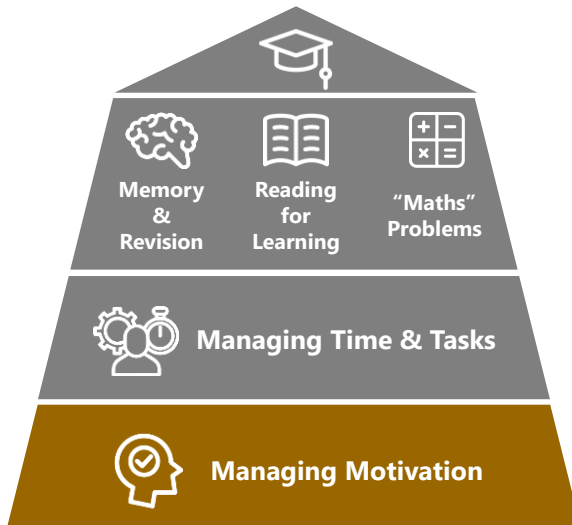 Memory
&
Revision
Reading
for
Learning
“Maths”
Problems
Managing Time & Tasks
Managing Motivation